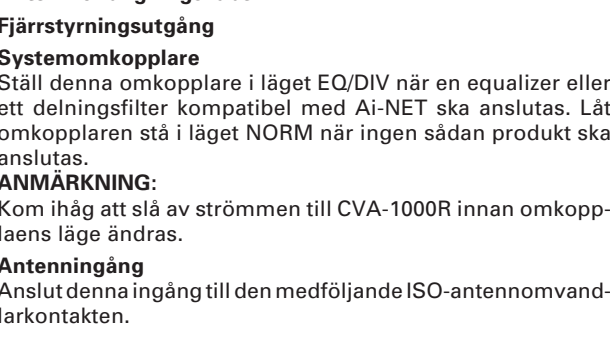 Fjärrstyrningsutgång
Systemomkopplare
Ställ denna omkopplare i läget EQ/DIV när en equalizer eller
ett delningsfilter kompatibel med Ai-NET ska anslutas. Låt
omkopplaren stå i läget NORM när ingen sådan produkt ska
anslutas.
ANMÄRKNING:
Kom ihåg att slå av strömmen till CVA-1000R innan omkopp-
laens läge ändras.
Antenningång
Anslut denna ingång till den medföljande ISO-antennomvand-
larkontakten.